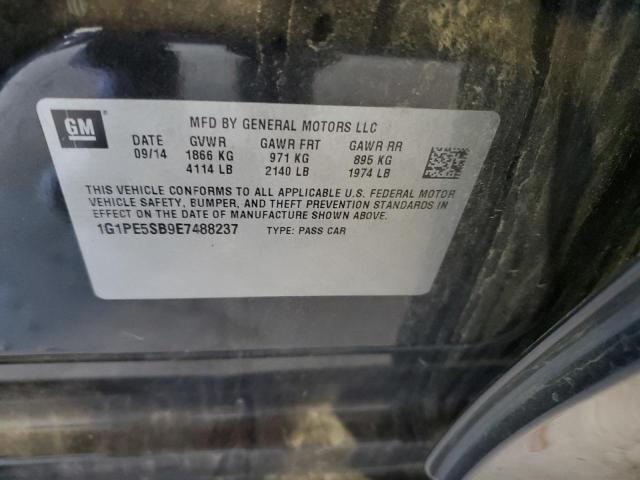 GM
MFD BY GENERAL MOTORS LLC
DATE GVWR GAWR FRT GAWR RR
09/14 1866 KG 971 KG 895 KG
4114 LB 2140 LB 1974 LB
THIS VEHICLE CONFORMS TO ALL APPLICABLE U.S. FEDERAL MOTOR
VEHICLE SAFETY, BUMPER, AND THEFT PREVENTION STANDARDS IN
EFFECT ON THE DATE OF MANUFACTURE SHOWN ABOVE.
1G1PE5SB9E7488237 TYPE: PASS CAR